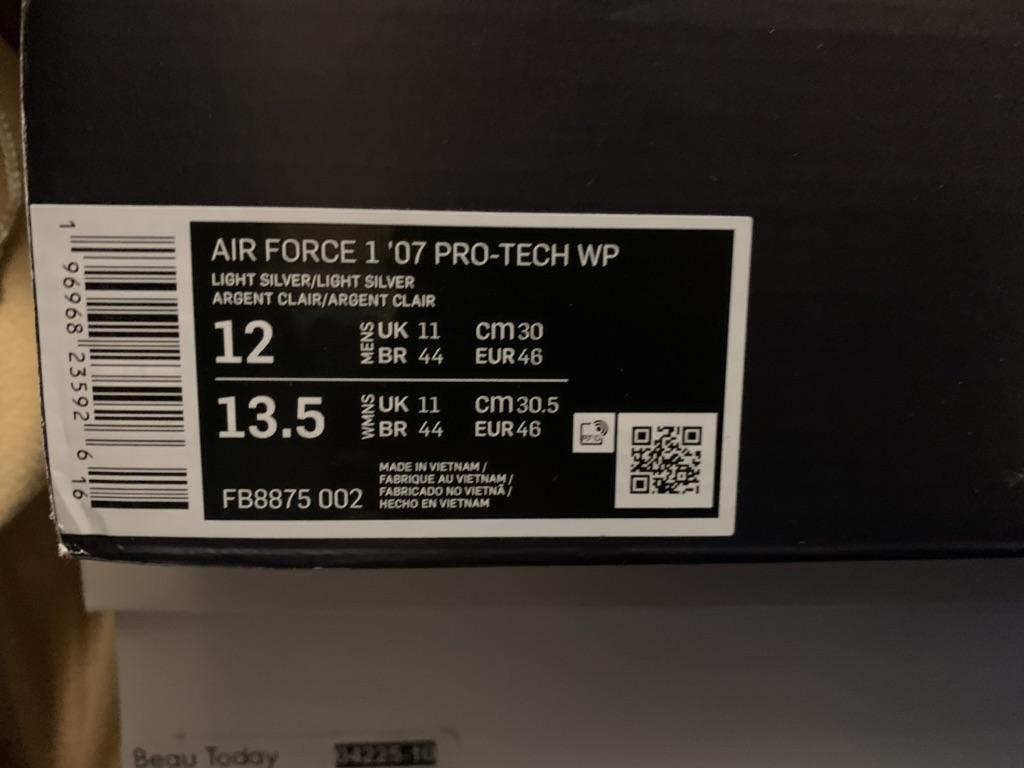 AIR FORCE 1 '07 PRO-TECH WP
LIGHT SILVER/LIGHT SILVER
ARGENT CLAIR/ARGENT CLAIR
12 MENS UK 11 cm 30
BR 44 EUR 46
13.5 WMNS UK 11 cm 30.5
BR 44 EUR 46
FB8875 002
MADE IN VIETNAM /
FABRIQUE AU VIETNAM /
FABRICADO NO VIETNÃ /
HECHO EN VIETNAM
1 96968 23592 6 16
Beau Today